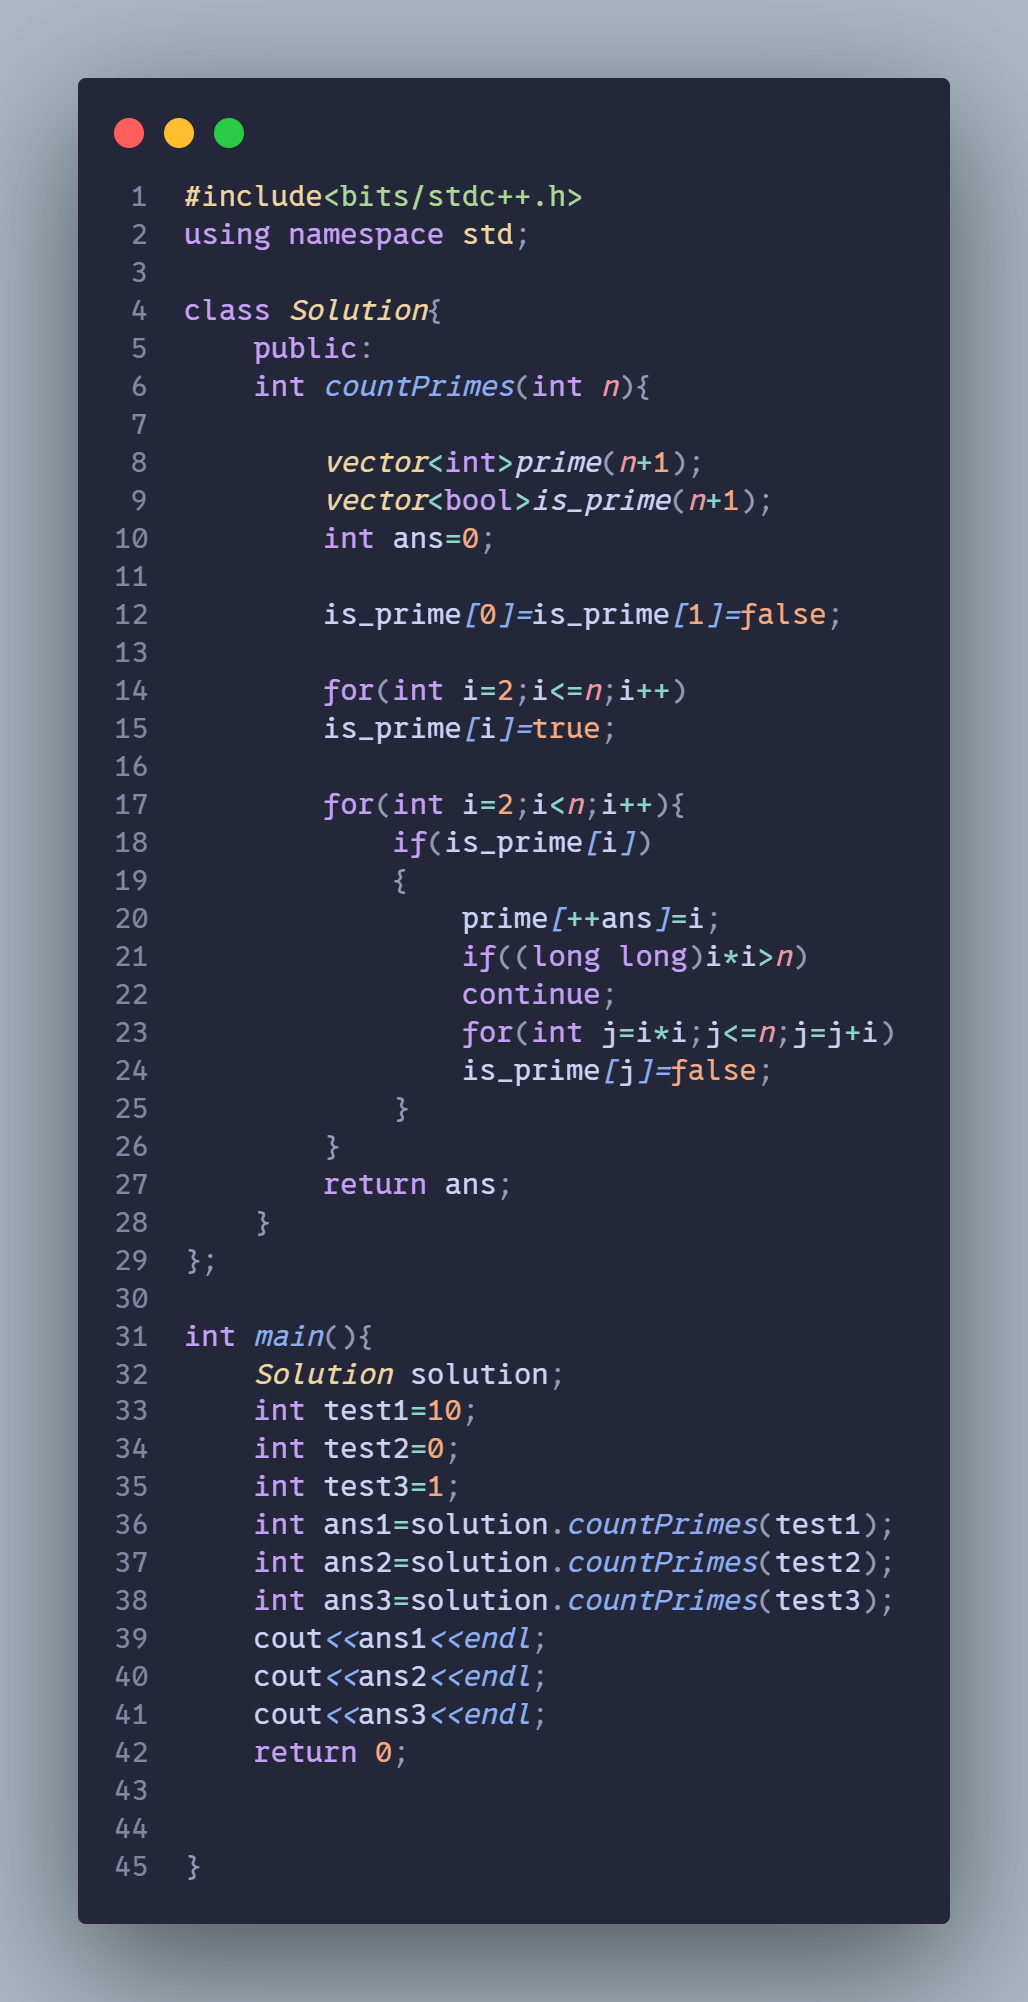 1 #include<bits/stdc++.h>
2 using namespace std;
3
4 class Solution{
5     public:
6     int countPrimes(int n){
7
8         vector<int>prime(n+1);
9         vector<bool>is_prime(n+1);
10         int ans=0;
11
12         is_prime[0]=is_prime[1]=false;
13
14         for(int i=2;i<=n;i++)
15         is_prime[i]=true;
16
17         for(int i=2;i<n;i++){
18             if(is_prime[i])
19             {
20                 prime[++ans]=i;
21                 if((long long)i*i>n)
22                 continue;
23                 for(int j=i*i;j<=n;j=j+i)
24                 is_prime[j]=false;
25             }
26         }
27         return ans;
28     }
29 };
30
31 int main(){
32     Solution solution;
33     int test1=10;
34     int test2=0;
35     int test3=1;
36     int ans1=solution.countPrimes(test1);
37     int ans2=solution.countPrimes(test2);
38     int ans3=solution.countPrimes(test3);
39     cout<<ans1<<endl;
40     cout<<ans2<<endl;
41     cout<<ans3<<endl;
42     return 0;
43
44
45 }